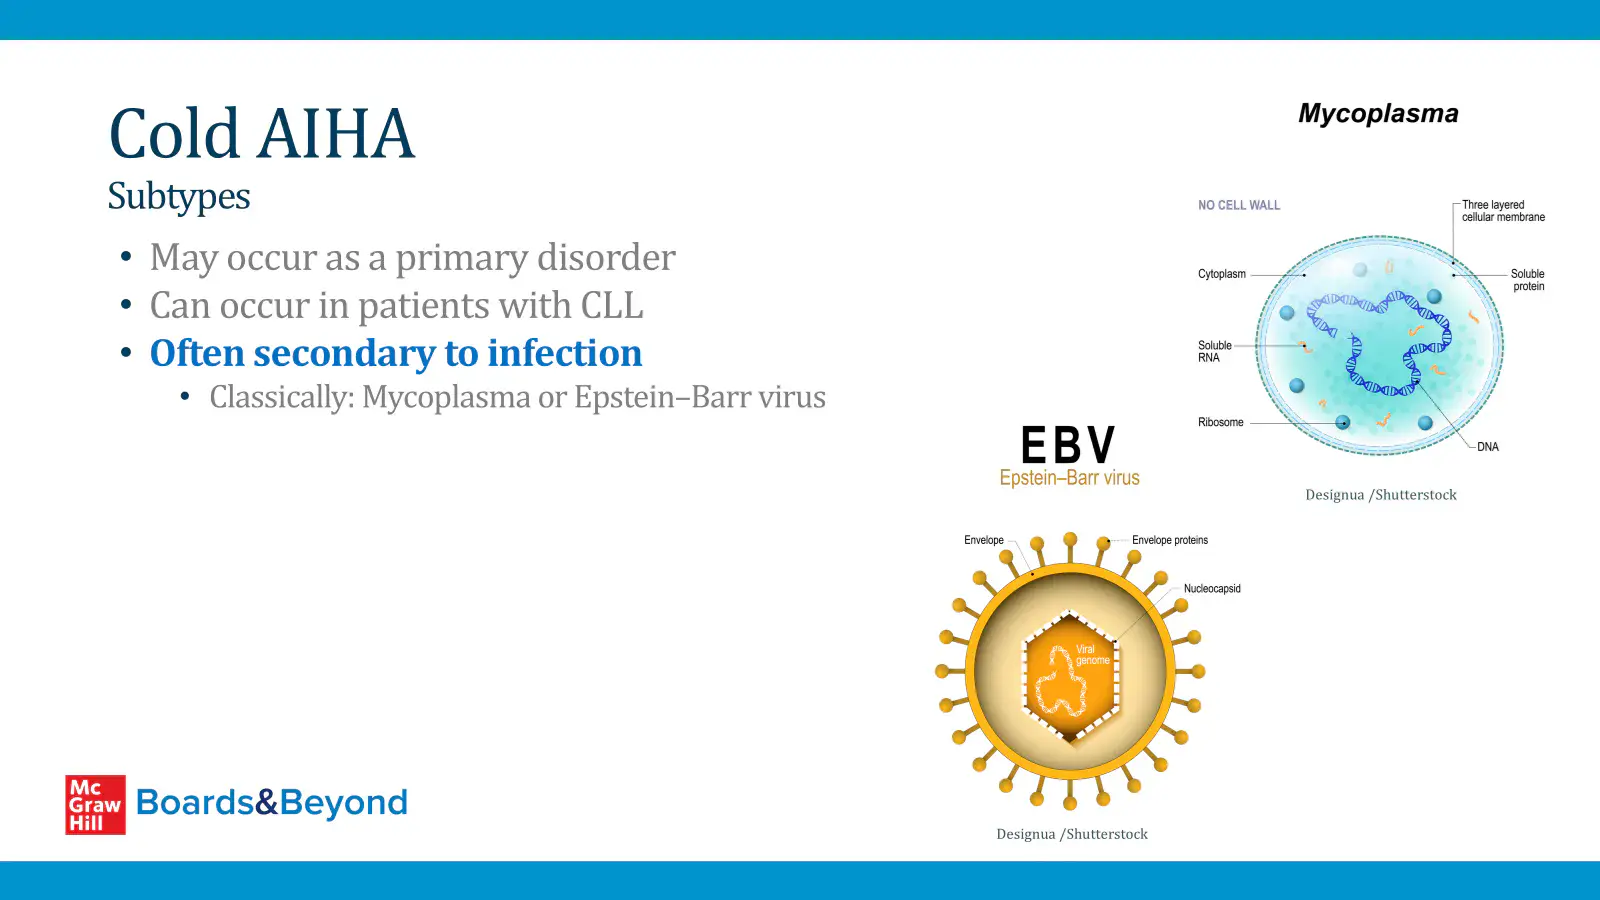 Cold AIHA
Subtypes
• May occur as a primary disorder
• Can occur in patients with CLL
• Often secondary to infection
• Classically: Mycoplasma or Epstein–Barr virus
Mycoplasma
NO CELL WALL
Three layered
cellular membrane
Cytoplasm
Soluble
protein
Soluble
RNA
Ribosome
DNA
Designua /Shutterstock
EBV
Epstein–Barr virus
Envelope
Envelope proteins
Nucleocapsid
Viral
genome
Designua /Shutterstock
Mc
Graw
Hill
Boards&Beyond